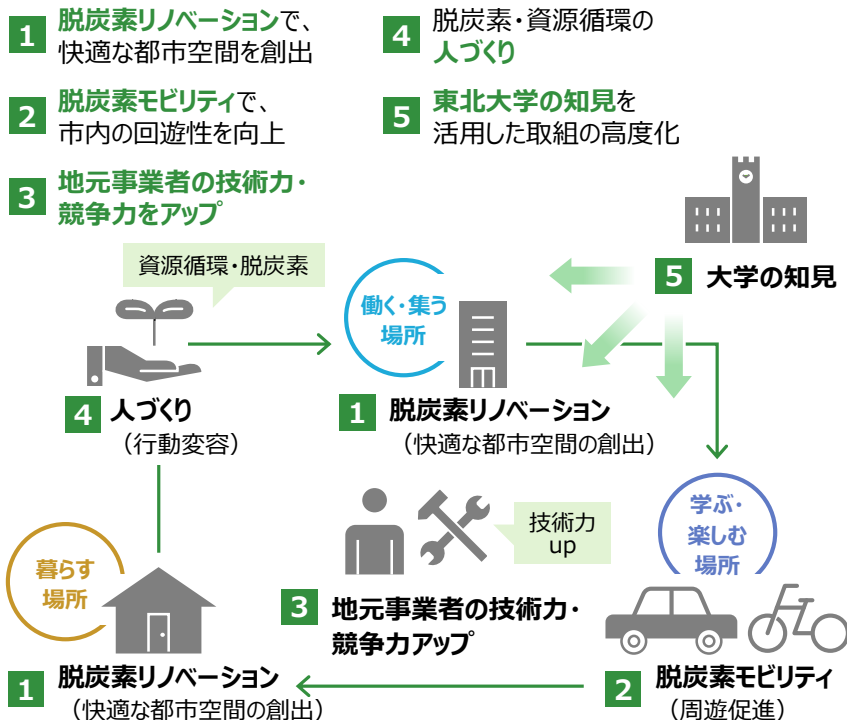 1 脱炭素リノベーションで、
快適な都市空間を創出
2 脱炭素モビリティで、
市内の回遊性を向上
3 地元事業者の技術力・
競争力をアップ
4 脱炭素・資源循環の
人づくり
5 東北大学の知見を
活用した取組の高度化
5 大学の知見
資源循環・脱炭素
働く・集う
場所
4 人づくり
（行動変容）
1 脱炭素リノベーション
（快適な都市空間の創出）
学ぶ・
楽しむ
場所
技術力
up
暮らす
場所
3 地元事業者の技術力・
競争力アップ
1 脱炭素リノベーション
（快適な都市空間の創出）
2 脱炭素モビリティ
（周遊促進）